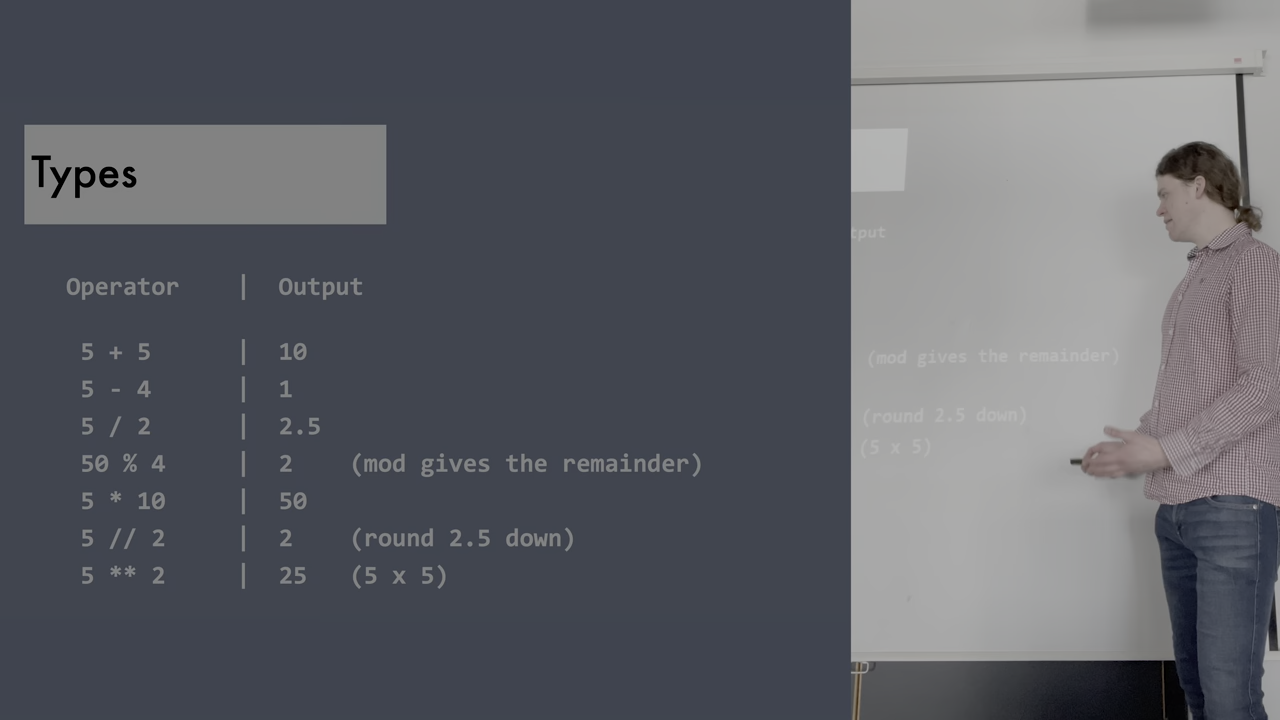 Types
Operator | Output
5 + 5 | 10
5 - 4 | 1
5 / 2 | 2.5
50 % 4 | 2 (mod gives the remainder)
5 * 10 | 50
5 // 2 | 2 (round 2.5 down)
5 ** 2 | 25 (5 x 5)
tput
(mod gives the remainder)
(round 2.5 down)
(5 x 5)